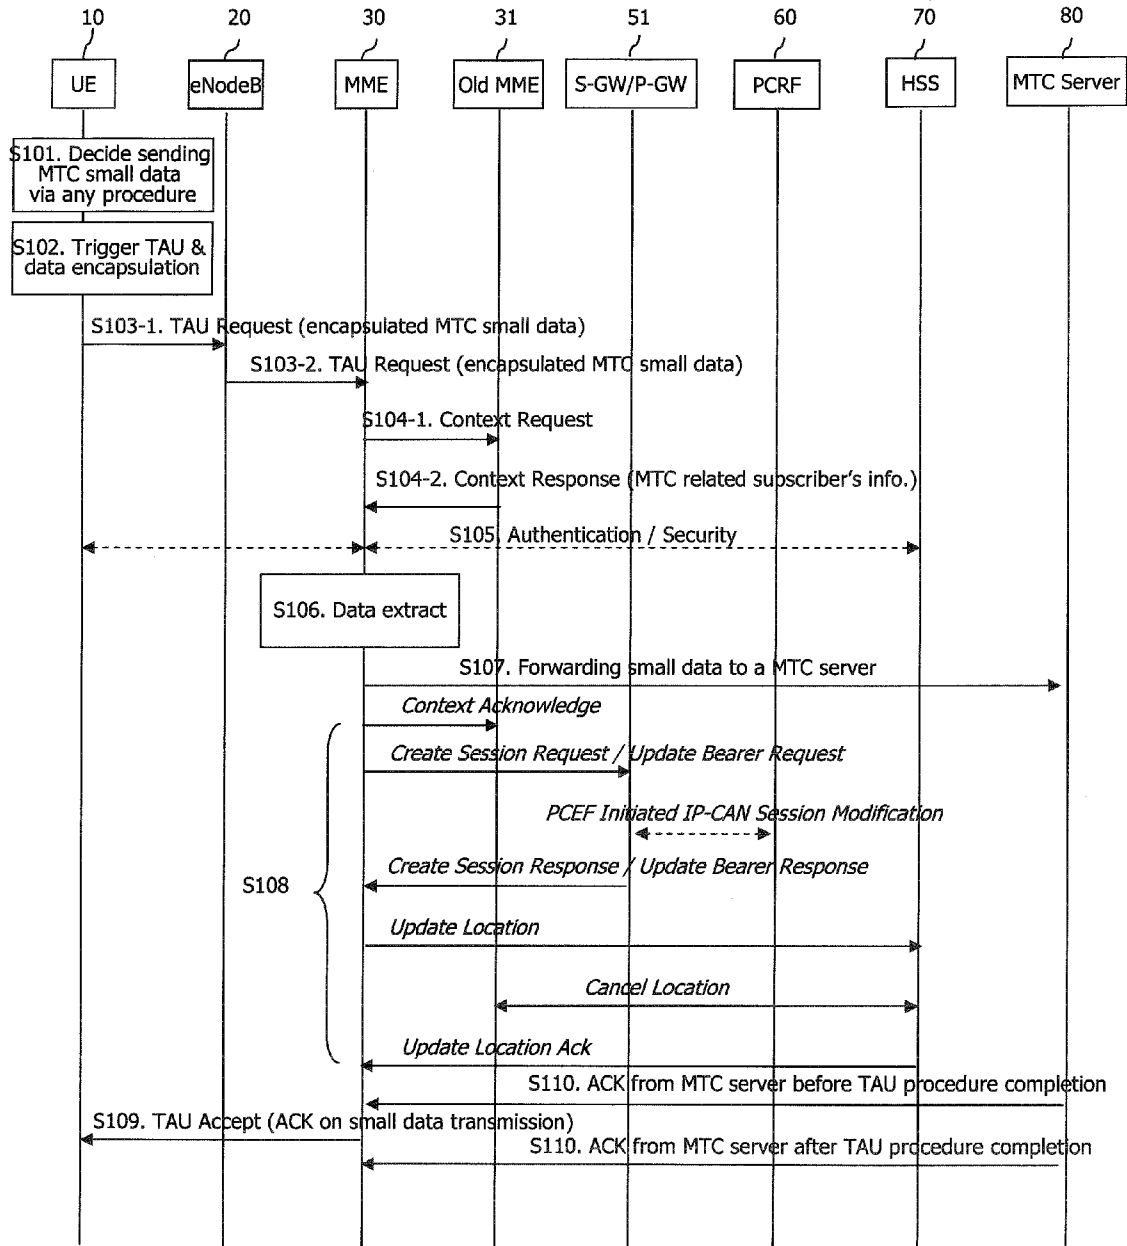 10 20 30 31 51 60 70 80
UE eNodeB MME Old MME S-GW/P-GW PCRF HSS MTC Server
S101. Decide sending
MTC small data
via any procedure
S102. Trigger TAU &
data encapsulation
S103-1. TAU Request (encapsulated MTC small data)
S103-2. TAU Request (encapsulated MTC small data)
S104-1. Context Request
S104-2. Context Response (MTC related subscriber's info.)
S105. Authentication / Security
S106. Data extract
S107. Forwarding small data to a MTC server
Context Acknowledge
Create Session Request / Update Bearer Request
PCEF Initiated IP-CAN Session Modification
Create Session Response / Update Bearer Response
S108
Update Location
Cancel Location
Update Location Ack
S110. ACK from MTC server before TAU procedure completion
S109. TAU Accept (ACK on small data transmission)
S110. ACK from MTC server after TAU procedure completion